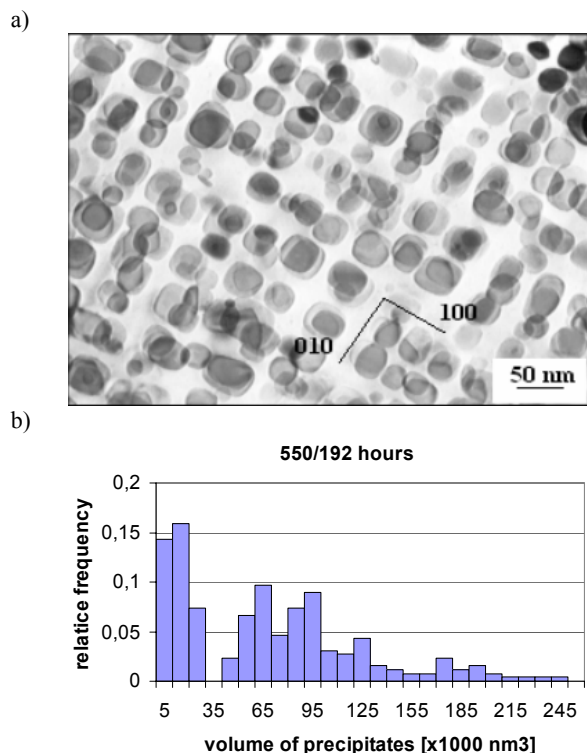 a)
100
010
50 nm
b)
550/192 hours
0,2
0,15
0,1
0,05
0
relatice frequency
5 35 65 95 125 155 185 215 245
volume of precipitates [x1000 nm3]